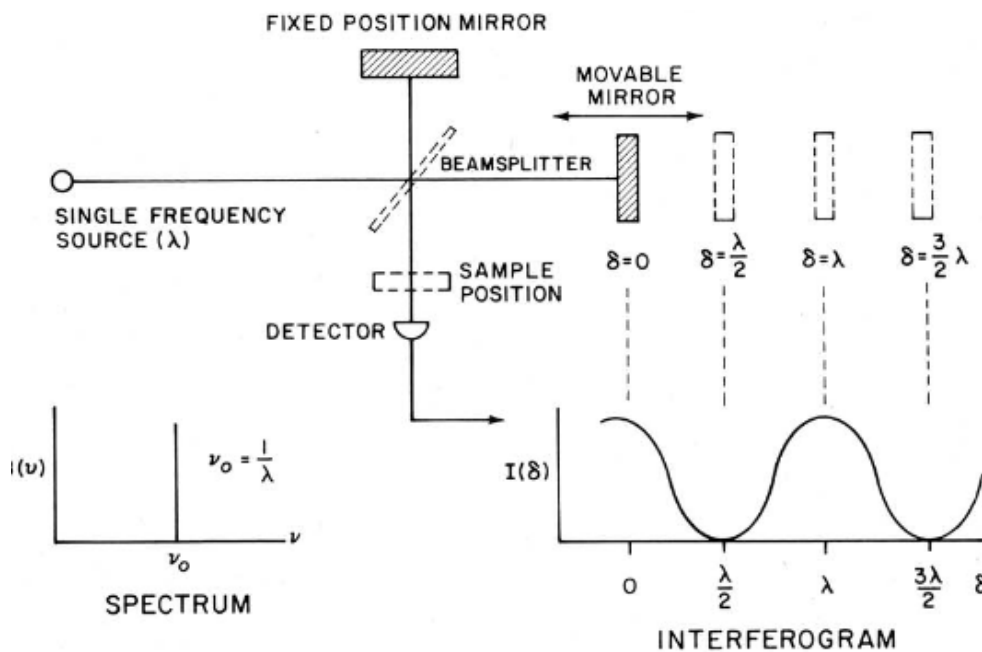 FIXED POSITION MIRROR
MOVABLE
MIRROR
BEAMSPLITTER
SINGLE FREQUENCY
SOURCE (λ)
SAMPLE
POSITION
DETECTOR
δ=0
δ=λ/2
δ=λ
δ=3/2 λ
(ν)
ν₀ = 1/λ
ν
ν₀
SPECTRUM
I(δ)
0
λ/2
λ
3λ/2
δ
INTERFEROGRAM